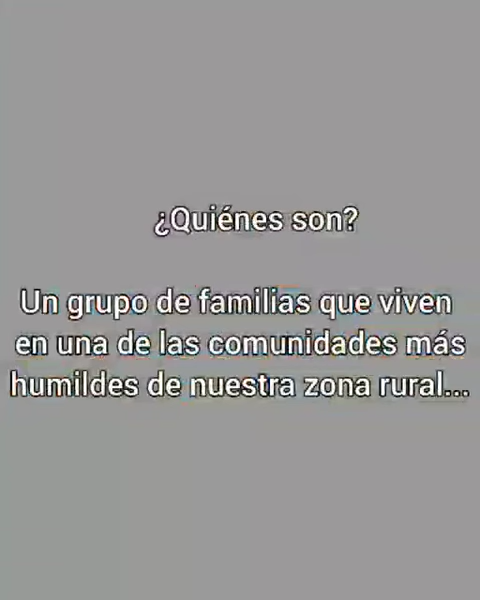 ¿Quiénes son?
Un grupo de familias que viven
en una de las comunidades más
humildes de nuestra zona rural...